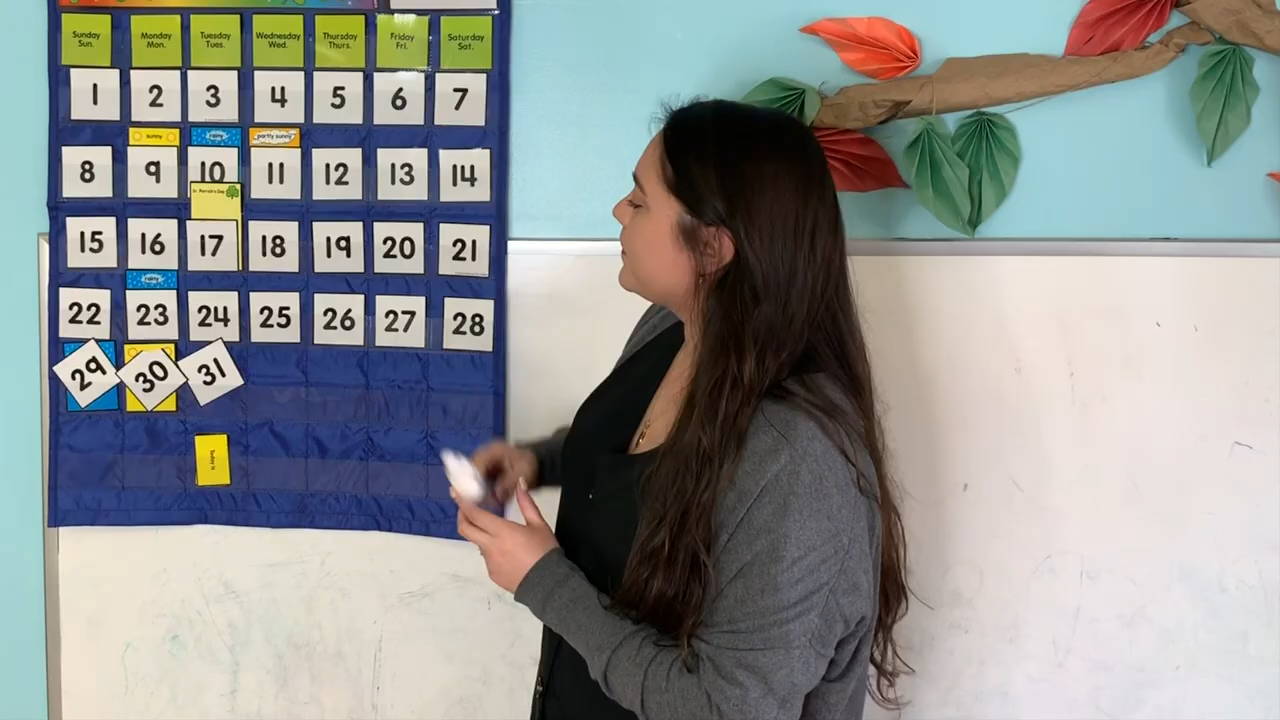 Sunday Monday Tuesday Wednesday Thursday Friday Saturday
Sun. Mon. Tues. Wed. Thurs. Fri. Sat.
1 2 3 4 5 6 7
sunny rainy partly sunny
8 9 10 11 12 13 14
St. Patrick's Day
15 16 17 18 19 20 21
rainy
22 23 24 25 26 27 28
29 30 31
Today is